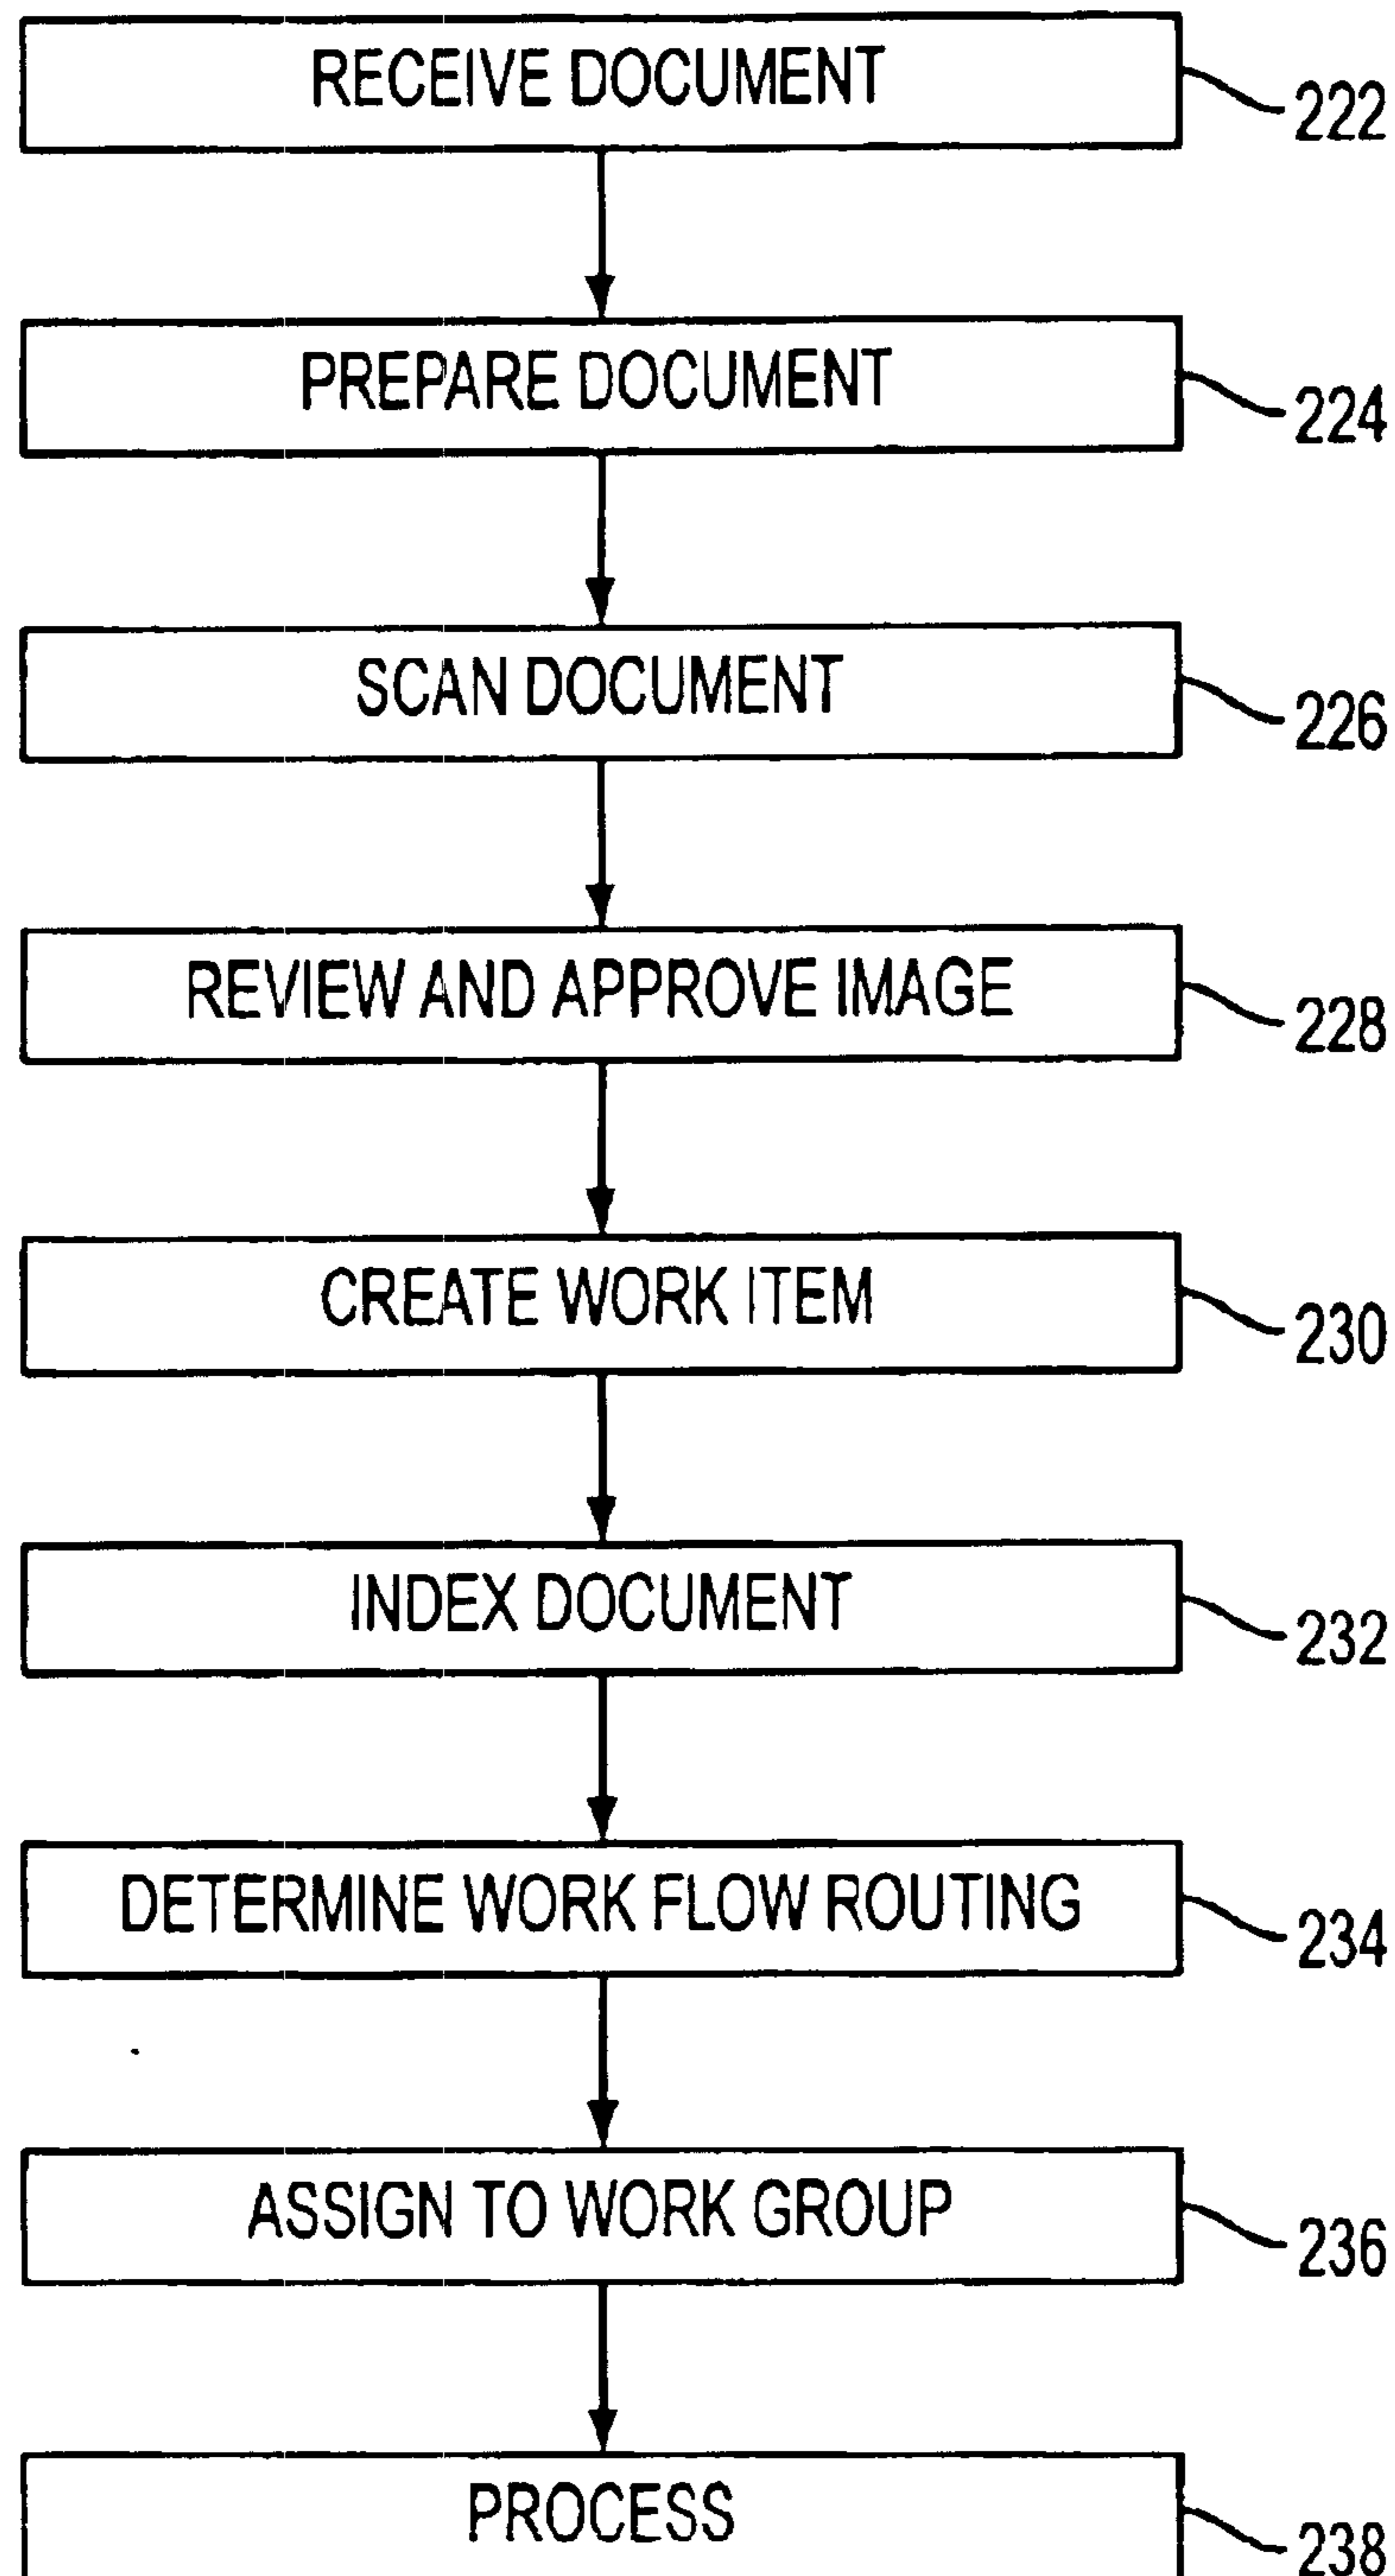 RECEIVE DOCUMENT
222
PREPARE DOCUMENT
224
SCAN DOCUMENT
226
REVIEW AND APPROVE IMAGE
228
CREATE WORK ITEM
230
INDEX DOCUMENT
232
DETERMINE WORK FLOW ROUTING
234
ASSIGN TO WORK GROUP
236
PROCESS
238